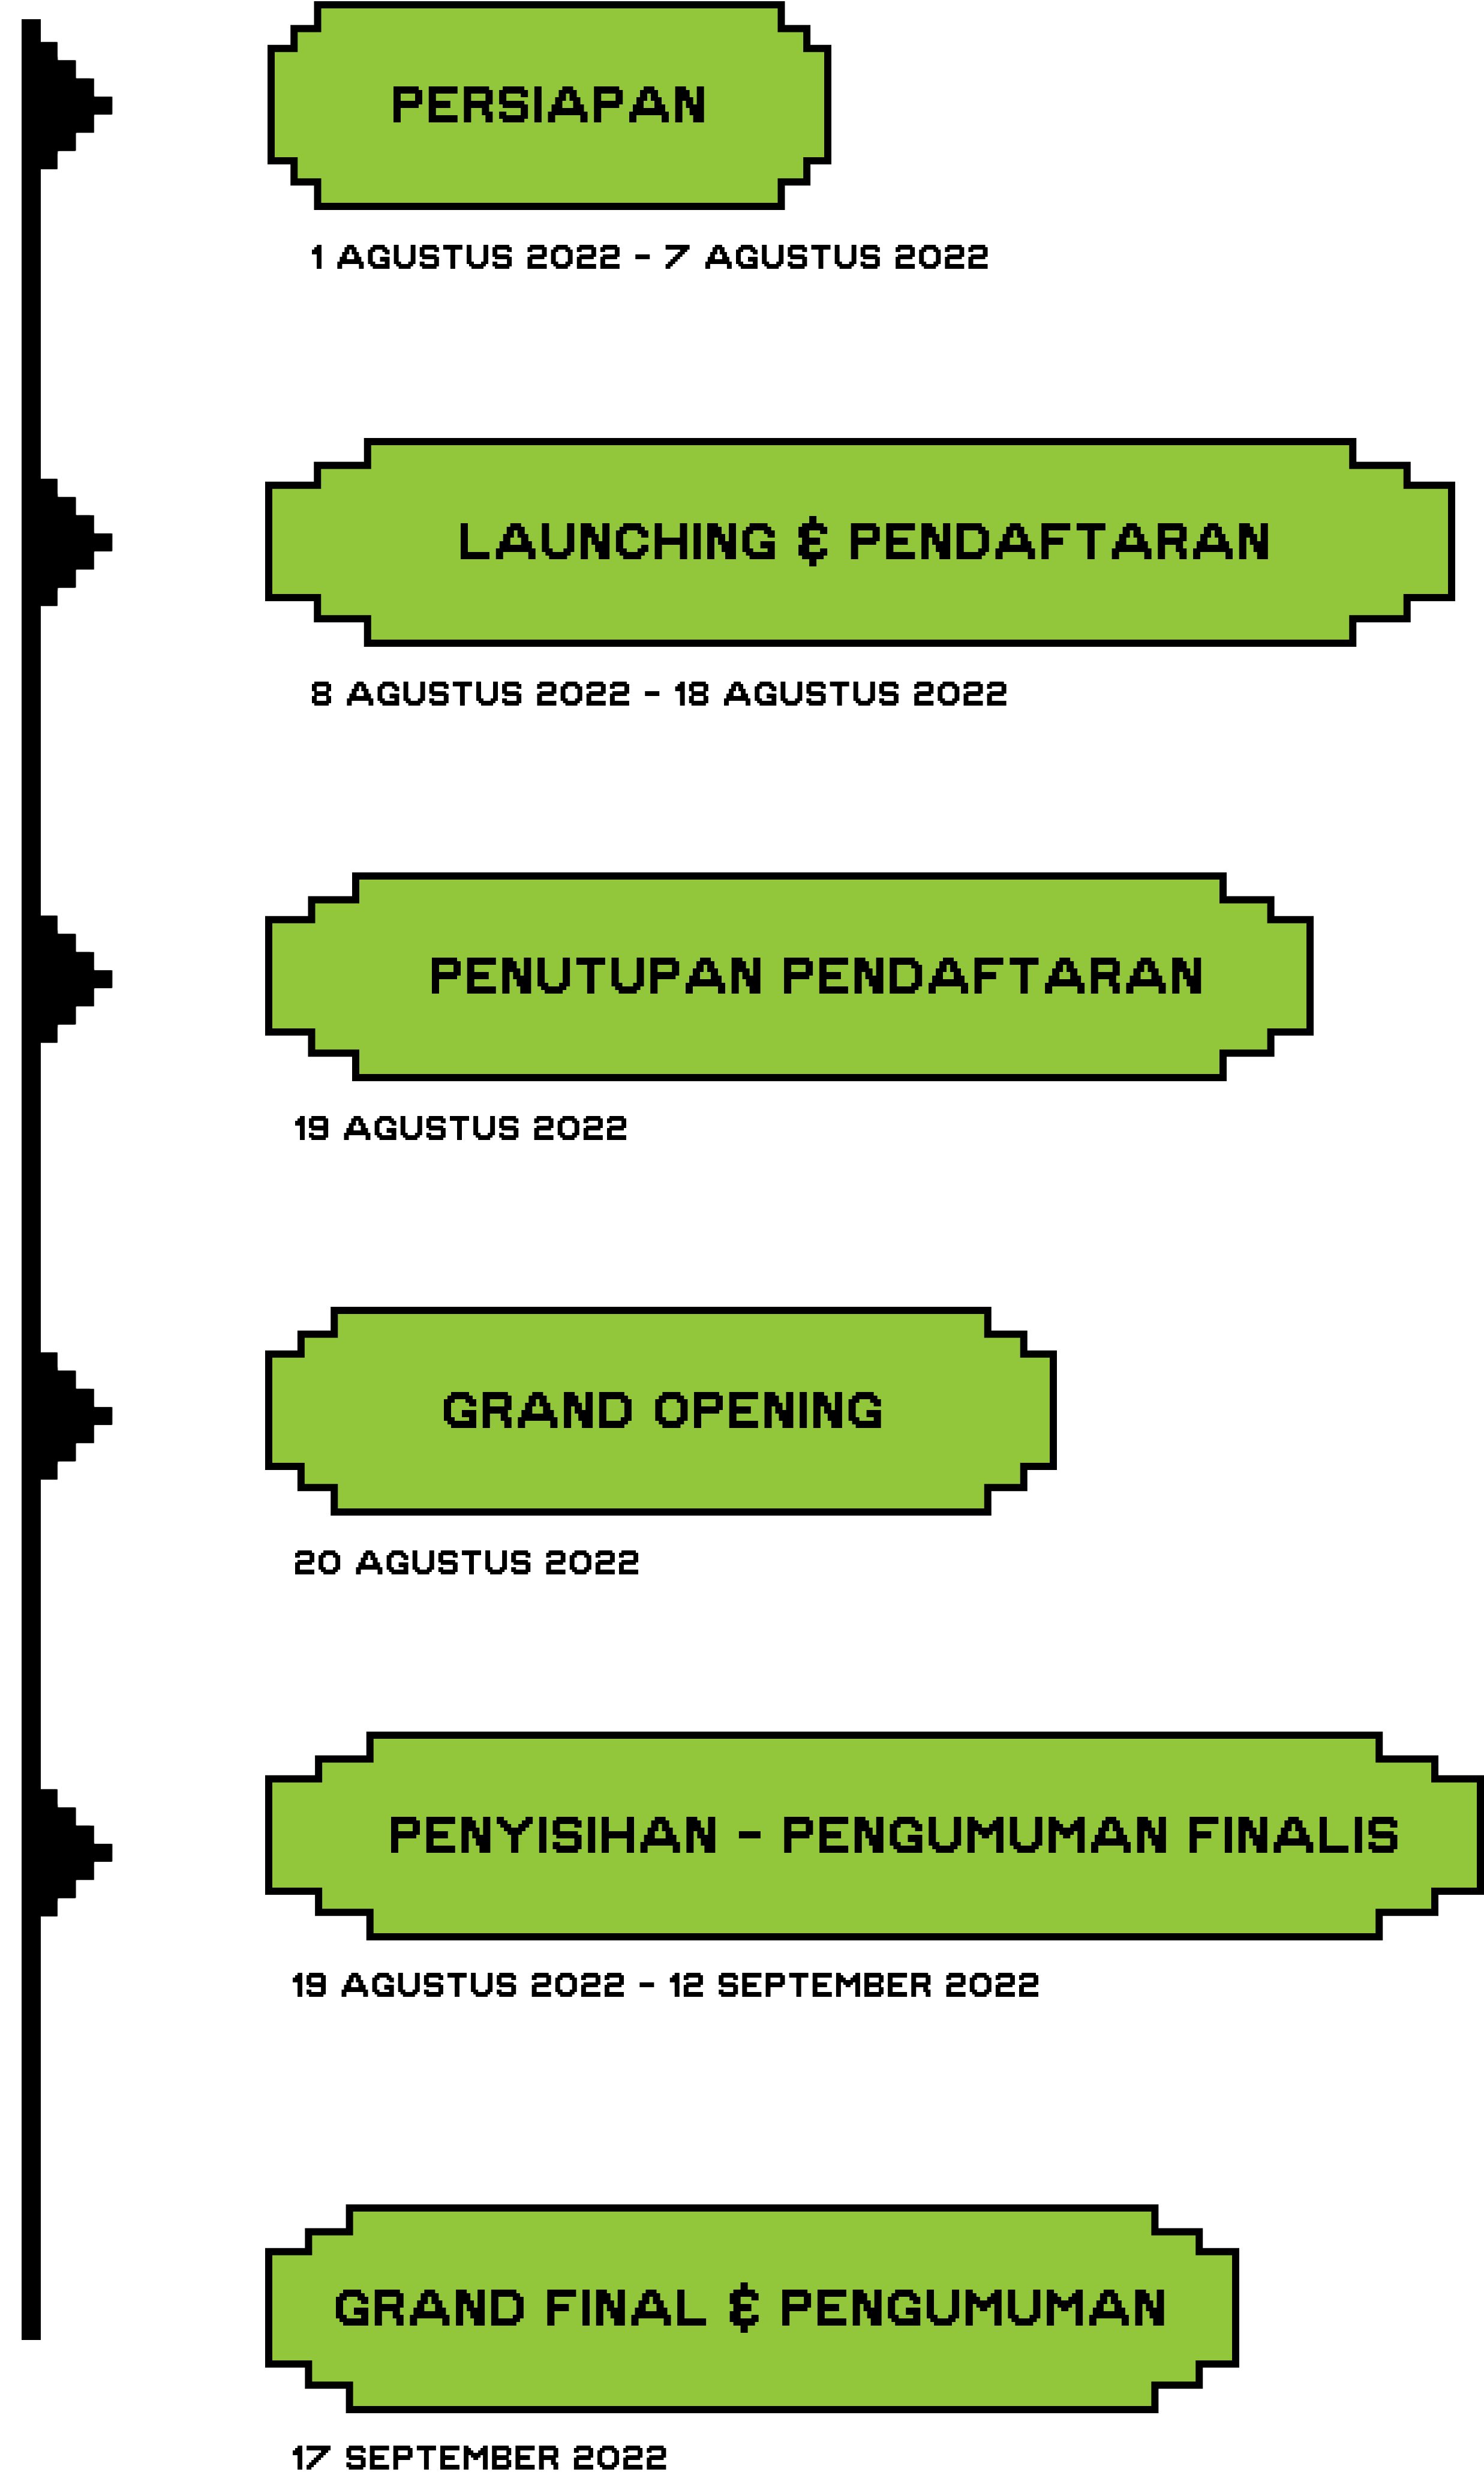 PERSIAPAN
1 AGUSTUS 2022 - 7 AGUSTUS 2022
LAUNCHING & PENDAFTARAN
8 AGUSTUS 2022 - 18 AGUSTUS 2022
PENUTUPAN PENDAFTARAN
19 AGUSTUS 2022
GRAND OPENING
20 AGUSTUS 2022
PENYISIHAN - PENGUMUMAN FINALIS
19 AGUSTUS 2022 - 12 SEPTEMBER 2022
GRAND FINAL & PENGUMUMAN
17 SEPTEMBER 2022